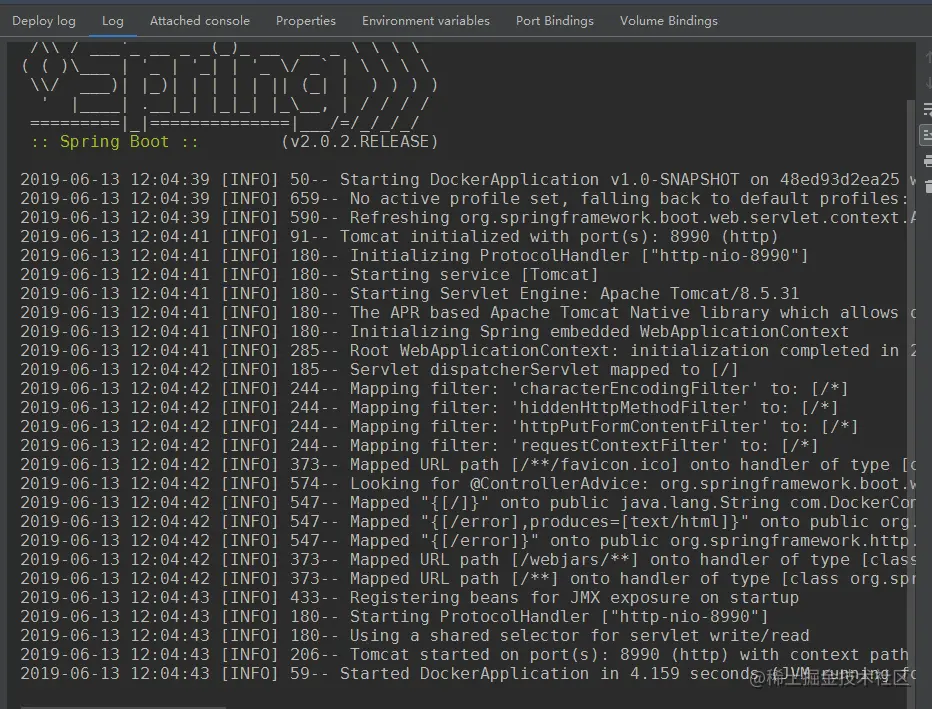 Deploy log Log Attached console Properties Environment variables Port Bindings Volume Bindings
:: Spring Boot :: (v2.0.2.RELEASE)
2019-06-13 12:04:39 [INFO] 50-- Starting DockerApplication v1.0-SNAPSHOT on 48ed93d2ea25
2019-06-13 12:04:39 [INFO] 659-- No active profile set, falling back to default profiles:
2019-06-13 12:04:39 [INFO] 590-- Refreshing org.springframework.boot.web.servlet.context.
2019-06-13 12:04:41 [INFO] 91-- Tomcat initialized with port(s): 8990 (http)
2019-06-13 12:04:41 [INFO] 180-- Initializing ProtocolHandler ["http-nio-8990"]
2019-06-13 12:04:41 [INFO] 180-- Starting service [Tomcat]
2019-06-13 12:04:41 [INFO] 180-- Starting Servlet Engine: Apache Tomcat/8.5.31
2019-06-13 12:04:41 [INFO] 180-- The APR based Apache Tomcat Native library which allows
2019-06-13 12:04:41 [INFO] 180-- Initializing Spring embedded WebApplicationContext
2019-06-13 12:04:41 [INFO] 285-- Root WebApplicationContext: initialization completed in 2
2019-06-13 12:04:42 [INFO] 185-- Servlet dispatcherServlet mapped to [/]
2019-06-13 12:04:42 [INFO] 244-- Mapping filter: 'characterEncodingFilter' to: [/*]
2019-06-13 12:04:42 [INFO] 244-- Mapping filter: 'hiddenHttpMethodFilter' to: [/*]
2019-06-13 12:04:42 [INFO] 244-- Mapping filter: 'httpPutFormContentFilter' to: [/*]
2019-06-13 12:04:42 [INFO] 244-- Mapping filter: 'requestContextFilter' to: [/*]
2019-06-13 12:04:42 [INFO] 373-- Mapped URL path [/**/favicon.ico] onto handler of type [c
2019-06-13 12:04:42 [INFO] 574-- Looking for @ControllerAdvice: org.springframework.boot.w
2019-06-13 12:04:42 [INFO] 547-- Mapped "{[/]}" onto public java.lang.String com.DockerCon
2019-06-13 12:04:42 [INFO] 547-- Mapped "{[/error],produces=[text/html]}" onto public org.
2019-06-13 12:04:42 [INFO] 547-- Mapped "{[/error]}" onto public org.springframework.http.
2019-06-13 12:04:42 [INFO] 373-- Mapped URL path [/webjars/**] onto handler of type [class
2019-06-13 12:04:42 [INFO] 373-- Mapped URL path [/**] onto handler of type [class org.spr
2019-06-13 12:04:43 [INFO] 433-- Registering beans for JMX exposure on startup
2019-06-13 12:04:43 [INFO] 180-- Starting ProtocolHandler ["http-nio-8990"]
2019-06-13 12:04:43 [INFO] 180-- Using a shared selector for servlet write/read
2019-06-13 12:04:43 [INFO] 206-- Tomcat started on port(s): 8990 (http) with context path
2019-06-13 12:04:43 [INFO] 59-- Started DockerApplication in 4.159 seconds (JVM running fo
@稀土掘金技术社区